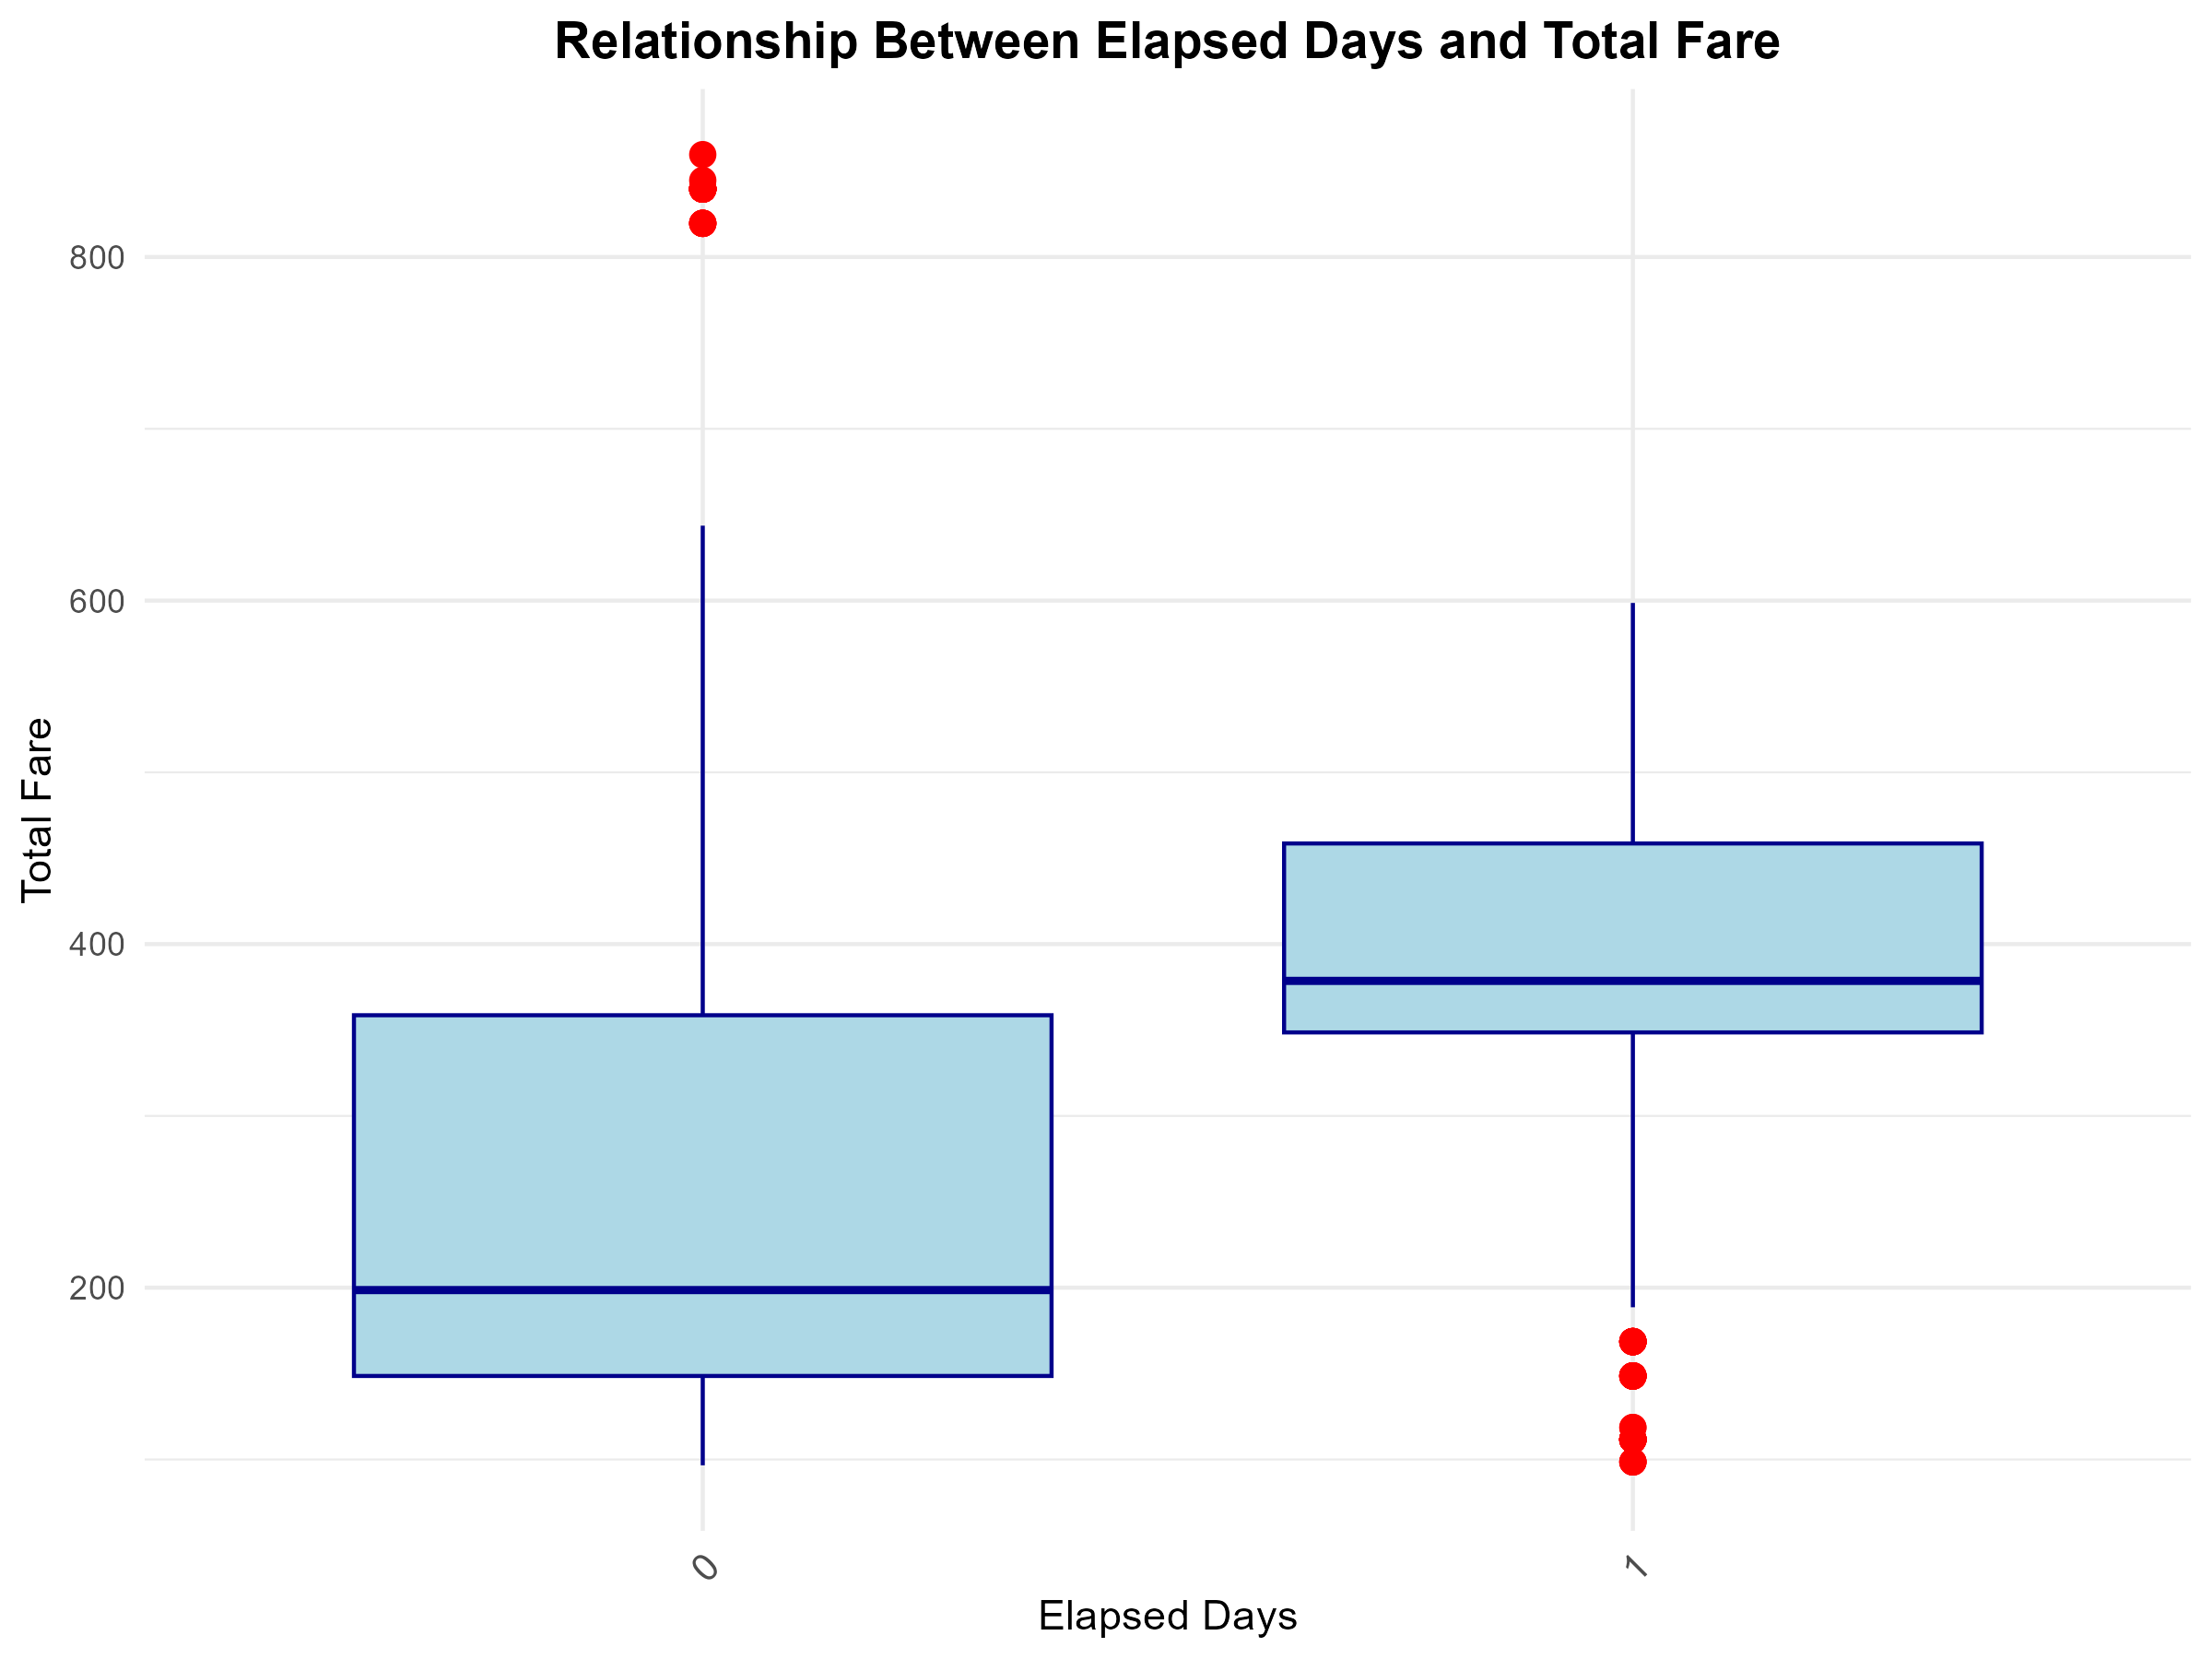 Relationship Between Elapsed Days and Total Fare
Total Fare
800
600
400
200
0
1
Elapsed Days